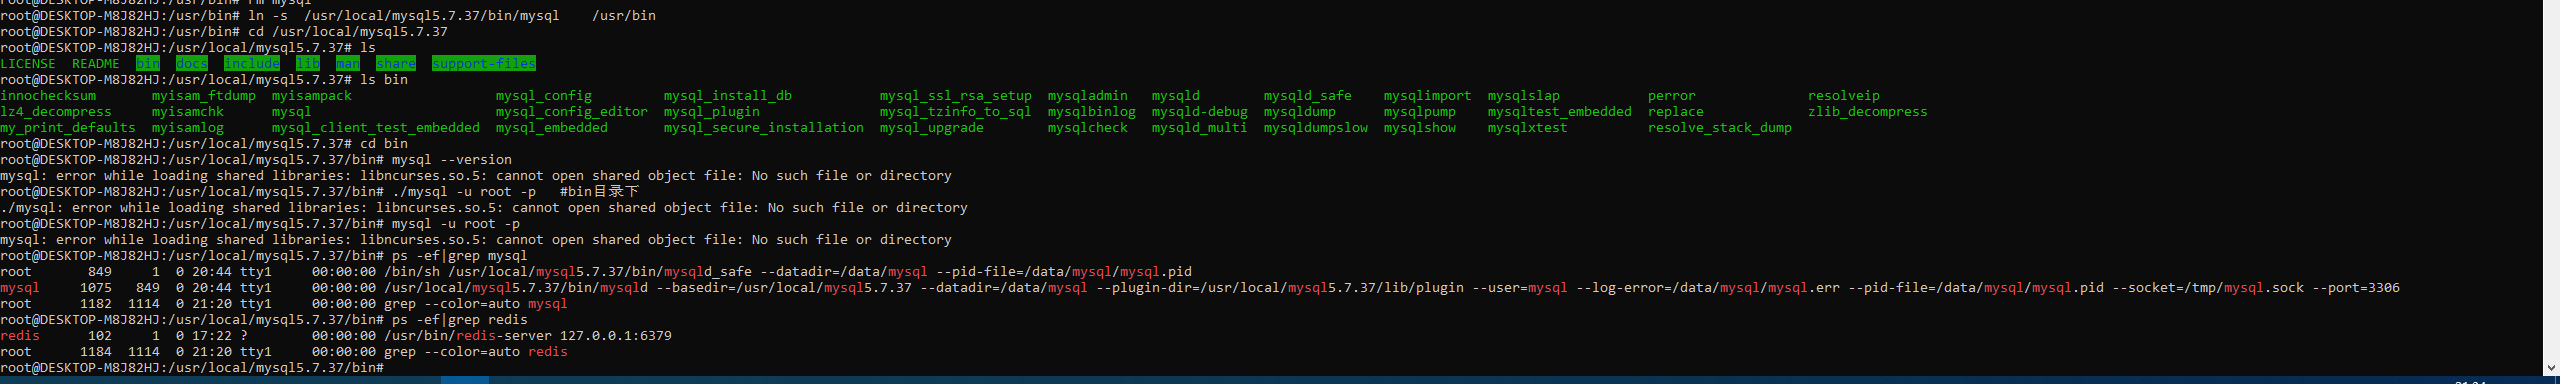 root@DESKTOP-M8J82HJ:/usr/bin# rm mysql
root@DESKTOP-M8J82HJ:/usr/bin# ln -s  /usr/local/mysql5.7.37/bin/mysql    /usr/bin
root@DESKTOP-M8J82HJ:/usr/bin# cd /usr/local/mysql5.7.37
root@DESKTOP-M8J82HJ:/usr/local/mysql5.7.37# ls
LICENSE  README  bin  docs  include  lib  man  share  support-files
root@DESKTOP-M8J82HJ:/usr/local/mysql5.7.37# ls bin
innochecksum       myisam_ftdump  myisampack                  mysql_config         mysql_install_db           mysql_ssl_rsa_setup  mysqladmin   mysqld        mysqld_safe    mysqlimport  mysqlslap           perror              resolveip
lz4_decompress     myisamchk      mysql                       mysql_config_editor  mysql_plugin               mysql_tzinfo_to_sql  mysqlbinlog  mysqld-debug  mysqldump      mysqlpump    mysqltest_embedded  replace             zlib_decompress
my_print_defaults  myisamlog      mysql_client_test_embedded  mysql_embedded       mysql_secure_installation  mysql_upgrade        mysqlcheck   mysqld_multi  mysqldumpslow  mysqlshow    mysqlxtest          resolve_stack_dump
root@DESKTOP-M8J82HJ:/usr/local/mysql5.7.37# cd bin
root@DESKTOP-M8J82HJ:/usr/local/mysql5.7.37/bin# mysql --version
mysql: error while loading shared libraries: libncurses.so.5: cannot open shared object file: No such file or directory
root@DESKTOP-M8J82HJ:/usr/local/mysql5.7.37/bin# ./mysql -u root -p   #bin目录下
./mysql: error while loading shared libraries: libncurses.so.5: cannot open shared object file: No such file or directory
root@DESKTOP-M8J82HJ:/usr/local/mysql5.7.37/bin# mysql -u root -p
mysql: error while loading shared libraries: libncurses.so.5: cannot open shared object file: No such file or directory
root@DESKTOP-M8J82HJ:/usr/local/mysql5.7.37/bin# ps -ef|grep mysql
root       849     1  0 20:44 tty1     00:00:00 /bin/sh /usr/local/mysql5.7.37/bin/mysqld_safe --datadir=/data/mysql --pid-file=/data/mysql/mysql.pid
mysql     1075   849  0 20:44 tty1     00:00:00 /usr/local/mysql5.7.37/bin/mysqld --basedir=/usr/local/mysql5.7.37 --datadir=/data/mysql --plugin-dir=/usr/local/mysql5.7.37/lib/plugin --user=mysql --log-error=/data/mysql/mysql.err --pid-file=/data/mysql/mysql.pid --socket=/tmp/mysql.sock --port=3306
root      1182  1114  0 21:20 tty1     00:00:00 grep --color=auto mysql
root@DESKTOP-M8J82HJ:/usr/local/mysql5.7.37/bin# ps -ef|grep redis
redis      102     1  0 17:22 ?        00:00:00 /usr/bin/redis-server 127.0.0.1:6379
root      1184  1114  0 21:20 tty1     00:00:00 grep --color=auto redis
root@DESKTOP-M8J82HJ:/usr/local/mysql5.7.37/bin#